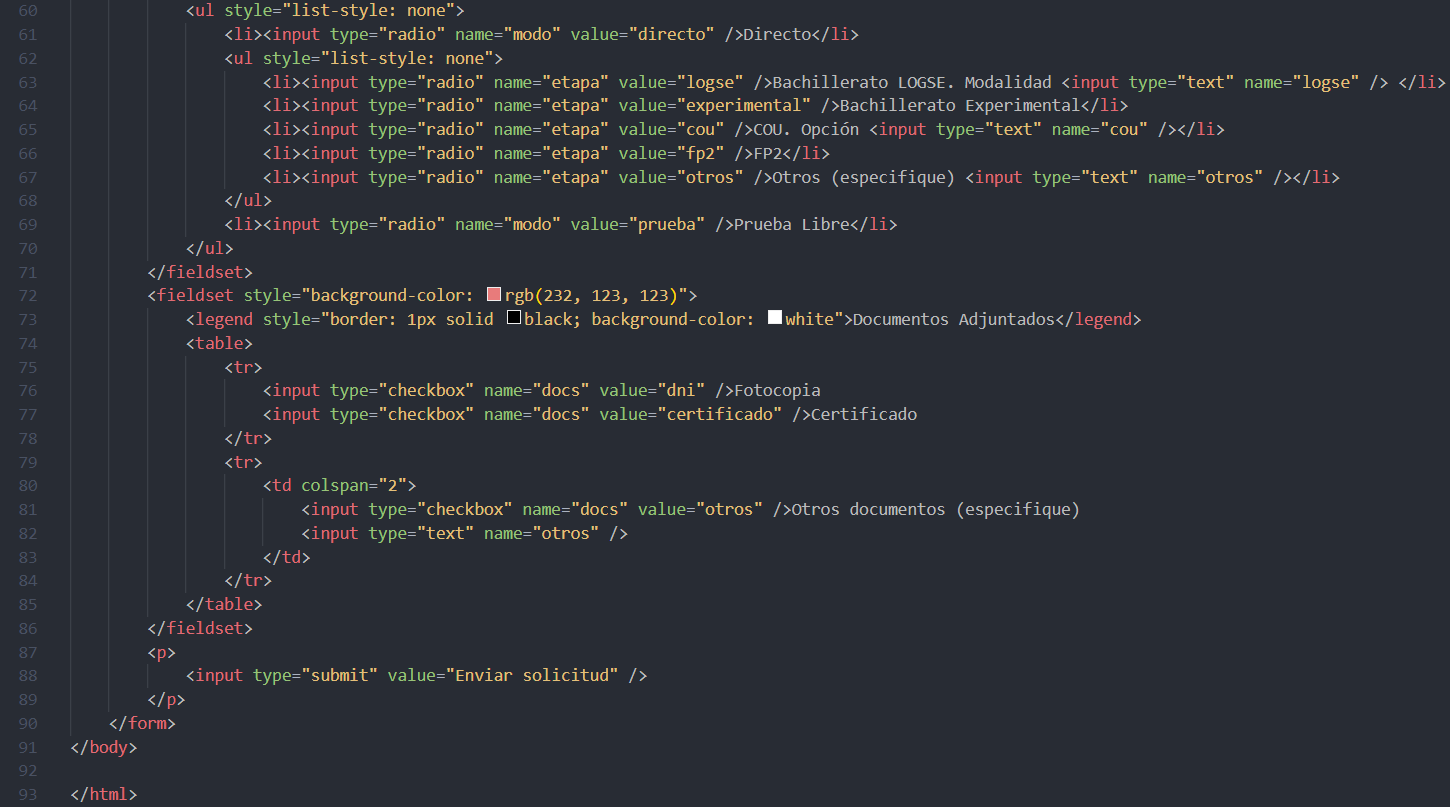 60 <ul style="list-style: none">
61 <li><input type="radio" name="modo" value="directo" />Directo</li>
62 <ul style="list-style: none">
63 <li><input type="radio" name="etapa" value="logse" />Bachillerato LOGSE. Modalidad <input type="text" name="logse" /> </li>
64 <li><input type="radio" name="etapa" value="experimental" />Bachillerato Experimental</li>
65 <li><input type="radio" name="etapa" value="cou" />COU. Opción <input type="text" name="cou" /></li>
66 <li><input type="radio" name="etapa" value="fp2" />FP2</li>
67 <li><input type="radio" name="etapa" value="otros" />Otros (especifique) <input type="text" name="otros" /></li>
68 </ul>
69 <li><input type="radio" name="modo" value="prueba" />Prueba Libre</li>
70 </ul>
71 </fieldset>
72 <fieldset style="background-color: rgb(232, 123, 123)">
73 <legend style="border: 1px solid black; background-color: white">Documentos Adjuntados</legend>
74 <table>
75 <tr>
76 <input type="checkbox" name="docs" value="dni" />Fotocopia
77 <input type="checkbox" name="docs" value="certificado" />Certificado
78 </tr>
79 <tr>
80 <td colspan="2">
81 <input type="checkbox" name="docs" value="otros" />Otros documentos (especifique)
82 <input type="text" name="otros" />
83 </td>
84 </tr>
85 </table>
86 </fieldset>
87 <p>
88 <input type="submit" value="Enviar solicitud" />
89 </p>
90 </form>
91 </body>
92
93 </html>